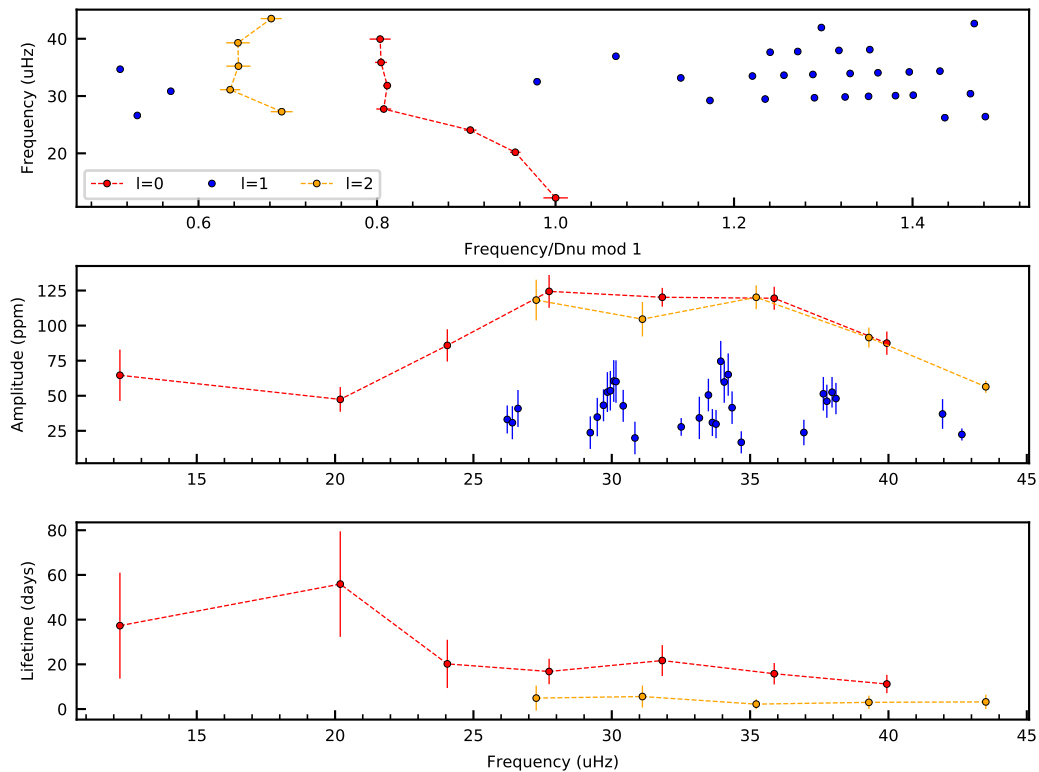 Frequency (uHz)
40
30
20
l=0 l=1 l=2
0.6 0.8 1.0 1.2 1.4
Frequency/Dnu mod 1
Amplitude (ppm)
125
100
75
50
25
15 20 25 30 35 40 45
Lifetime (days)
80
60
40
20
0
15 20 25 30 35 40 45
Frequency (uHz)